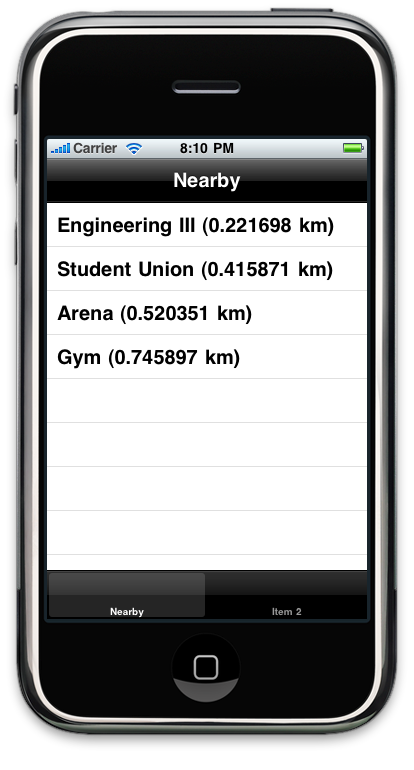 Carrier 8:10 PM
Nearby
Engineering III (0.221698 km)
Student Union (0.415871 km)
Arena (0.520351 km)
Gym (0.745897 km)
Nearby Item 2